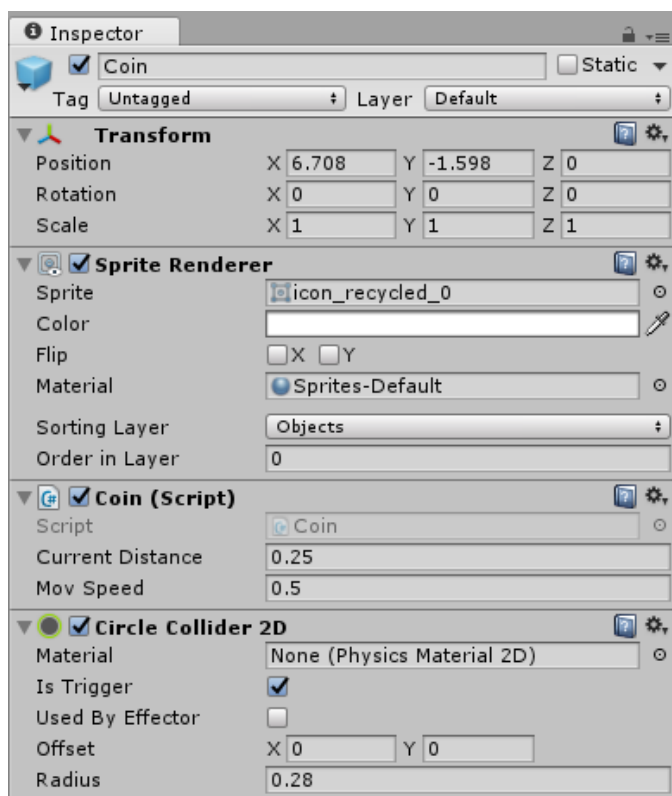 Inspector
Coin Static
Tag Untagged Layer Default
Transform
Position X 6.708 Y -1.598 Z 0
Rotation X 0 Y 0 Z 0
Scale X 1 Y 1 Z 1
Sprite Renderer
Sprite icon_recycled_0
Color
Flip X Y
Material Sprites-Default
Sorting Layer Objects
Order in Layer 0
C# Coin (Script)
Script Coin
Current Distance 0.25
Mov Speed 0.5
Circle Collider 2D
Material None (Physics Material 2D)
Is Trigger
Used By Effector
Offset X 0 Y 0
Radius 0.28